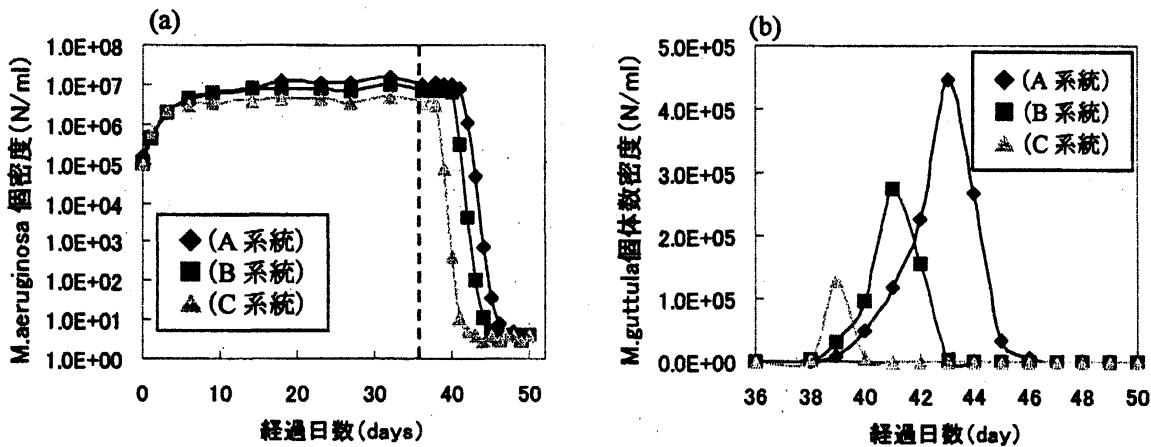 (a)
M.aeruginosa 個密度(N/ml)
1.0E+08
1.0E+07
1.0E+06
1.0E+05
1.0E+04
1.0E+03
1.0E+02
1.0E+01
1.0E+00
(A 系統)
(B 系統)
(C 系統)
0
10
20
30
40
50
経過日数(days)
(b)
M.guttula個体数密度(N/ml)
5.0E+05
4.0E+05
3.0E+05
2.0E+05
1.0E+05
0.0E+00
(A 系統)
(B 系統)
(C 系統)
36
38
40
42
44
46
48
50
経過日数(day)